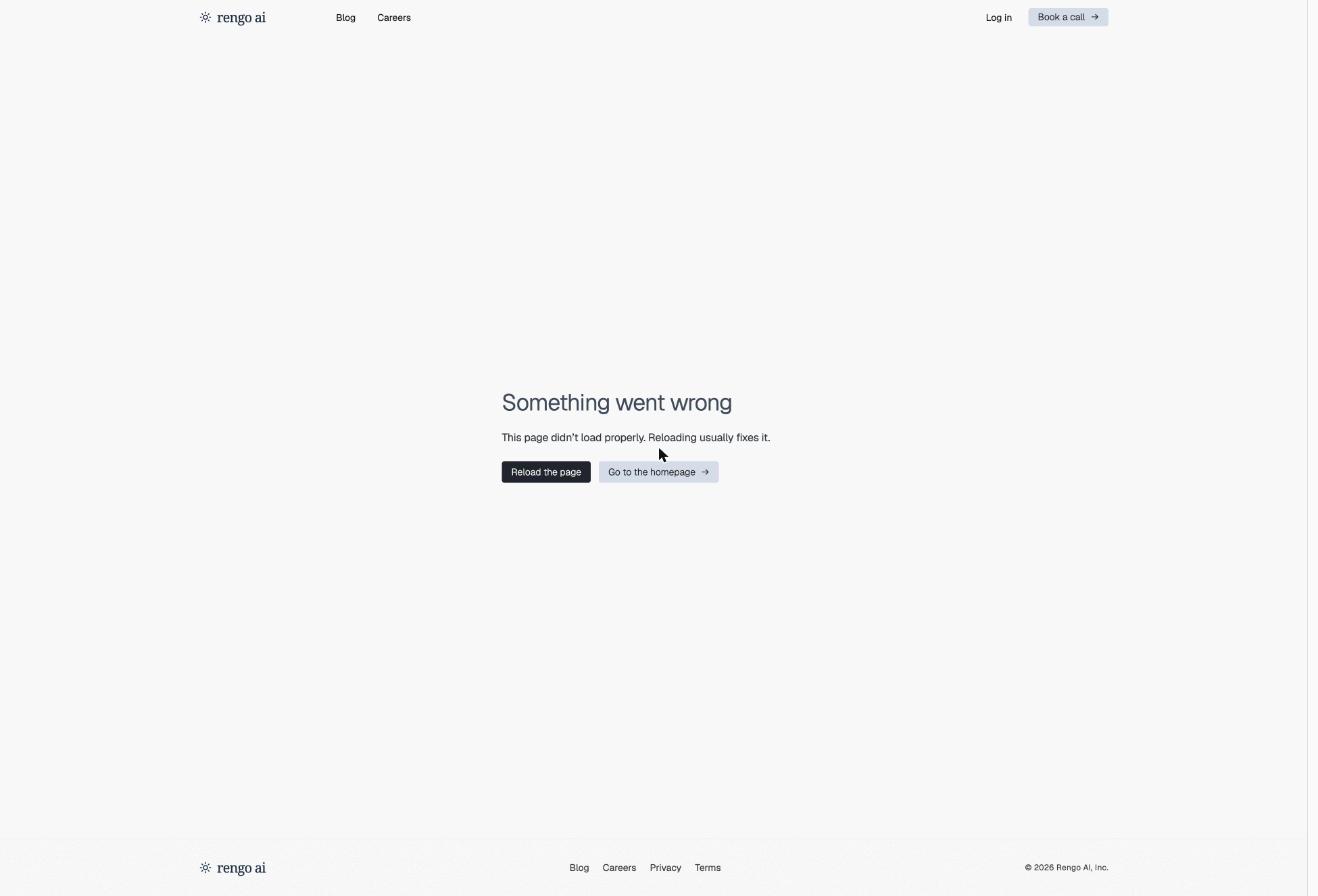 rengo ai
Blog
Careers
Log in
Book a call →
Something went wrong
This page didn’t load properly. Reloading usually fixes it.
Reload the page
Go to the homepage →
rengo ai
Blog
Careers
Privacy
Terms
© 2026 Rengo AI, Inc.